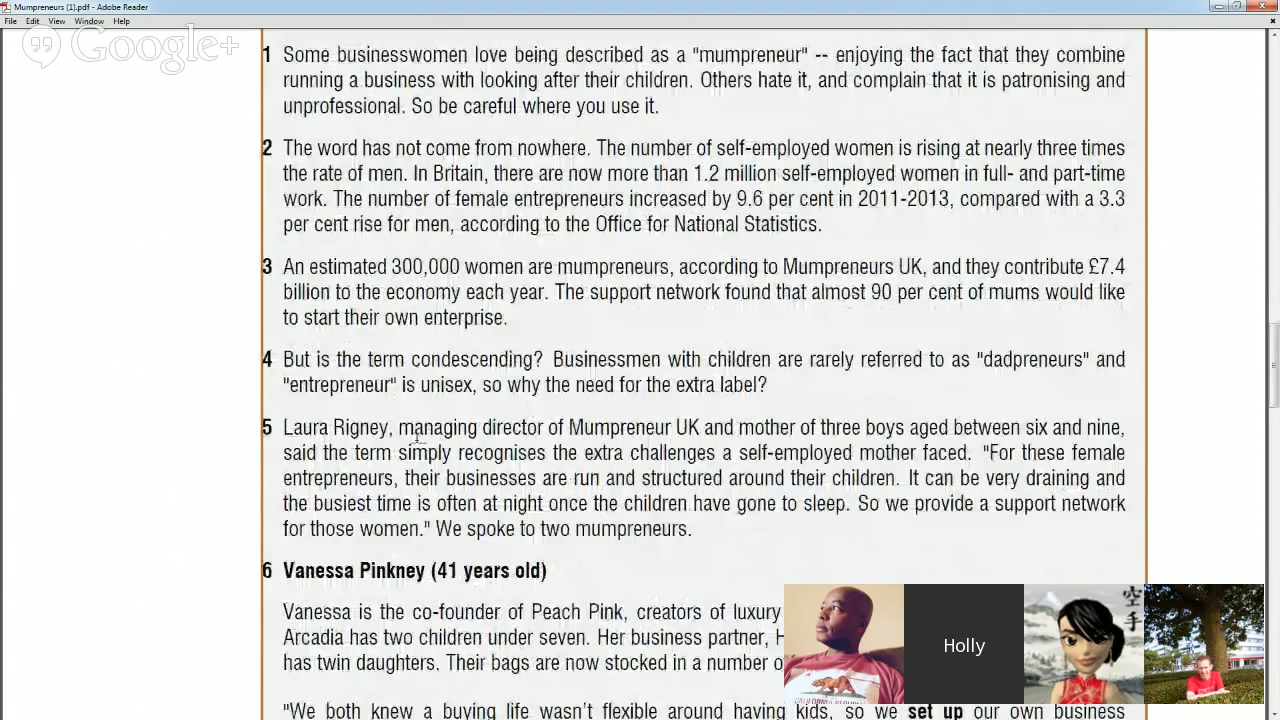 Mumpreneurs (1).pdf - Adobe Reader
File Edit View Window Help
Google+
1 Some businesswomen love being described as a "mumpreneur" -- enjoying the fact that they combine
running a business with looking after their children. Others hate it, and complain that it is patronising and
unprofessional. So be careful where you use it.
2 The word has not come from nowhere. The number of self-employed women is rising at nearly three times
the rate of men. In Britain, there are now more than 1.2 million self-employed women in full- and part-time
work. The number of female entrepreneurs increased by 9.6 per cent in 2011-2013, compared with a 3.3
per cent rise for men, according to the Office for National Statistics.
3 An estimated 300,000 women are mumpreneurs, according to Mumpreneurs UK, and they contribute £7.4
billion to the economy each year. The support network found that almost 90 per cent of mums would like
to start their own enterprise.
4 But is the term condescending? Businessmen with children are rarely referred to as "dadpreneurs" and
"entrepreneur" is unisex, so why the need for the extra label?
5 Laura Rigney, managing director of Mumpreneur UK and mother of three boys aged between six and nine,
said the term simply recognises the extra challenges a self-employed mother faced. "For these female
entrepreneurs, their businesses are run and structured around their children. It can be very draining and
the busiest time is often at night once the children have gone to sleep. So we provide a support network
for those women." We spoke to two mumpreneurs.
6 Vanessa Pinkney (41 years old)
Vanessa is the co-founder of Peach Pink, creators of luxury
Arcadia has two children under seven. Her business partner, H
has twin daughters. Their bags are now stocked in a number o
"We both knew a buying life wasn't flexible around having kids, so we set up our own business
Holly
空手
CALIFORNIA REPUBLIC